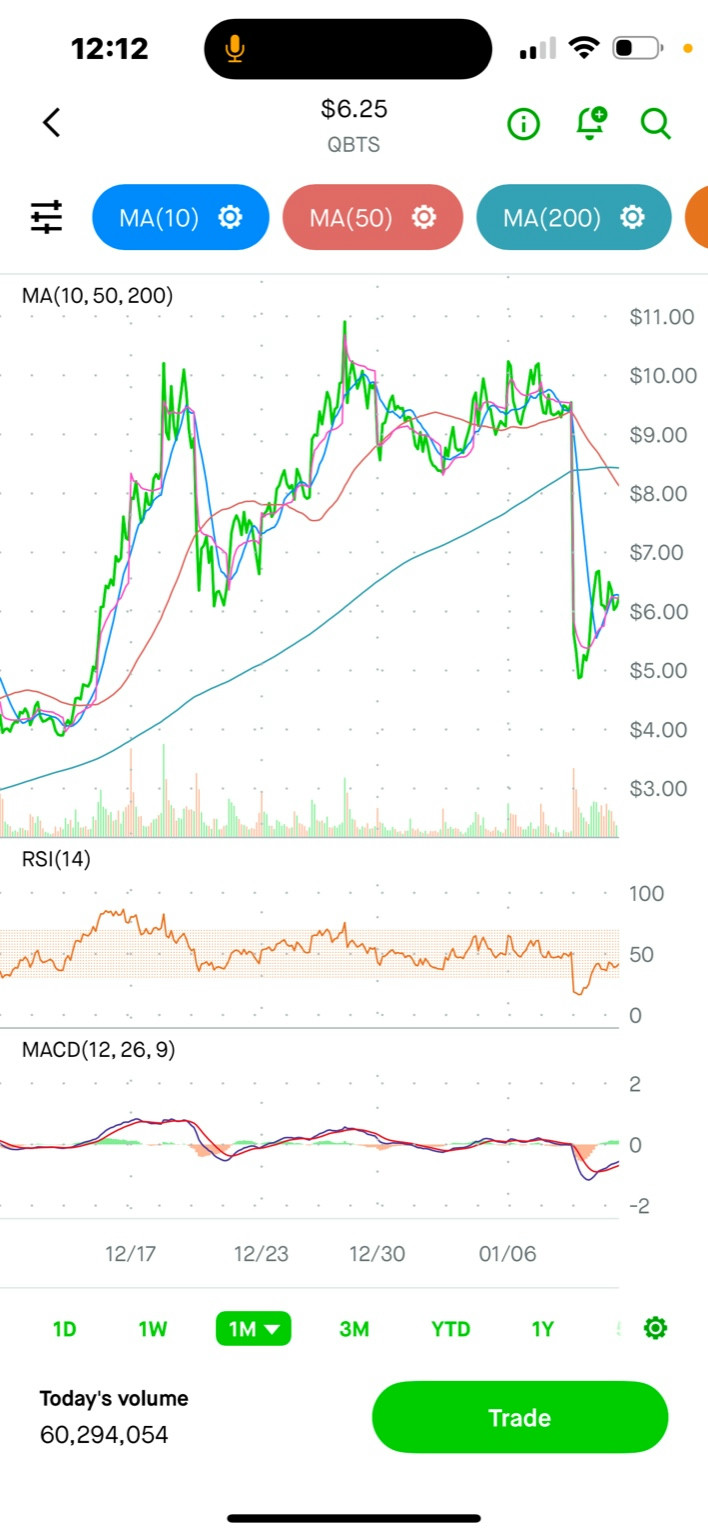 12:12
$6.25
QBTS
MA(10) MA(50) MA(200)
MA(10, 50, 200)
$11.00
$10.00
$9.00
$8.00
$7.00
$6.00
$5.00
$4.00
$3.00
RSI(14)
100
50
0
MACD(12, 26, 9)
2
0
-2
12/17 12/23 12/30 01/06
1D 1W 1M 3M YTD 1Y
Today's volume
60,294,054
Trade